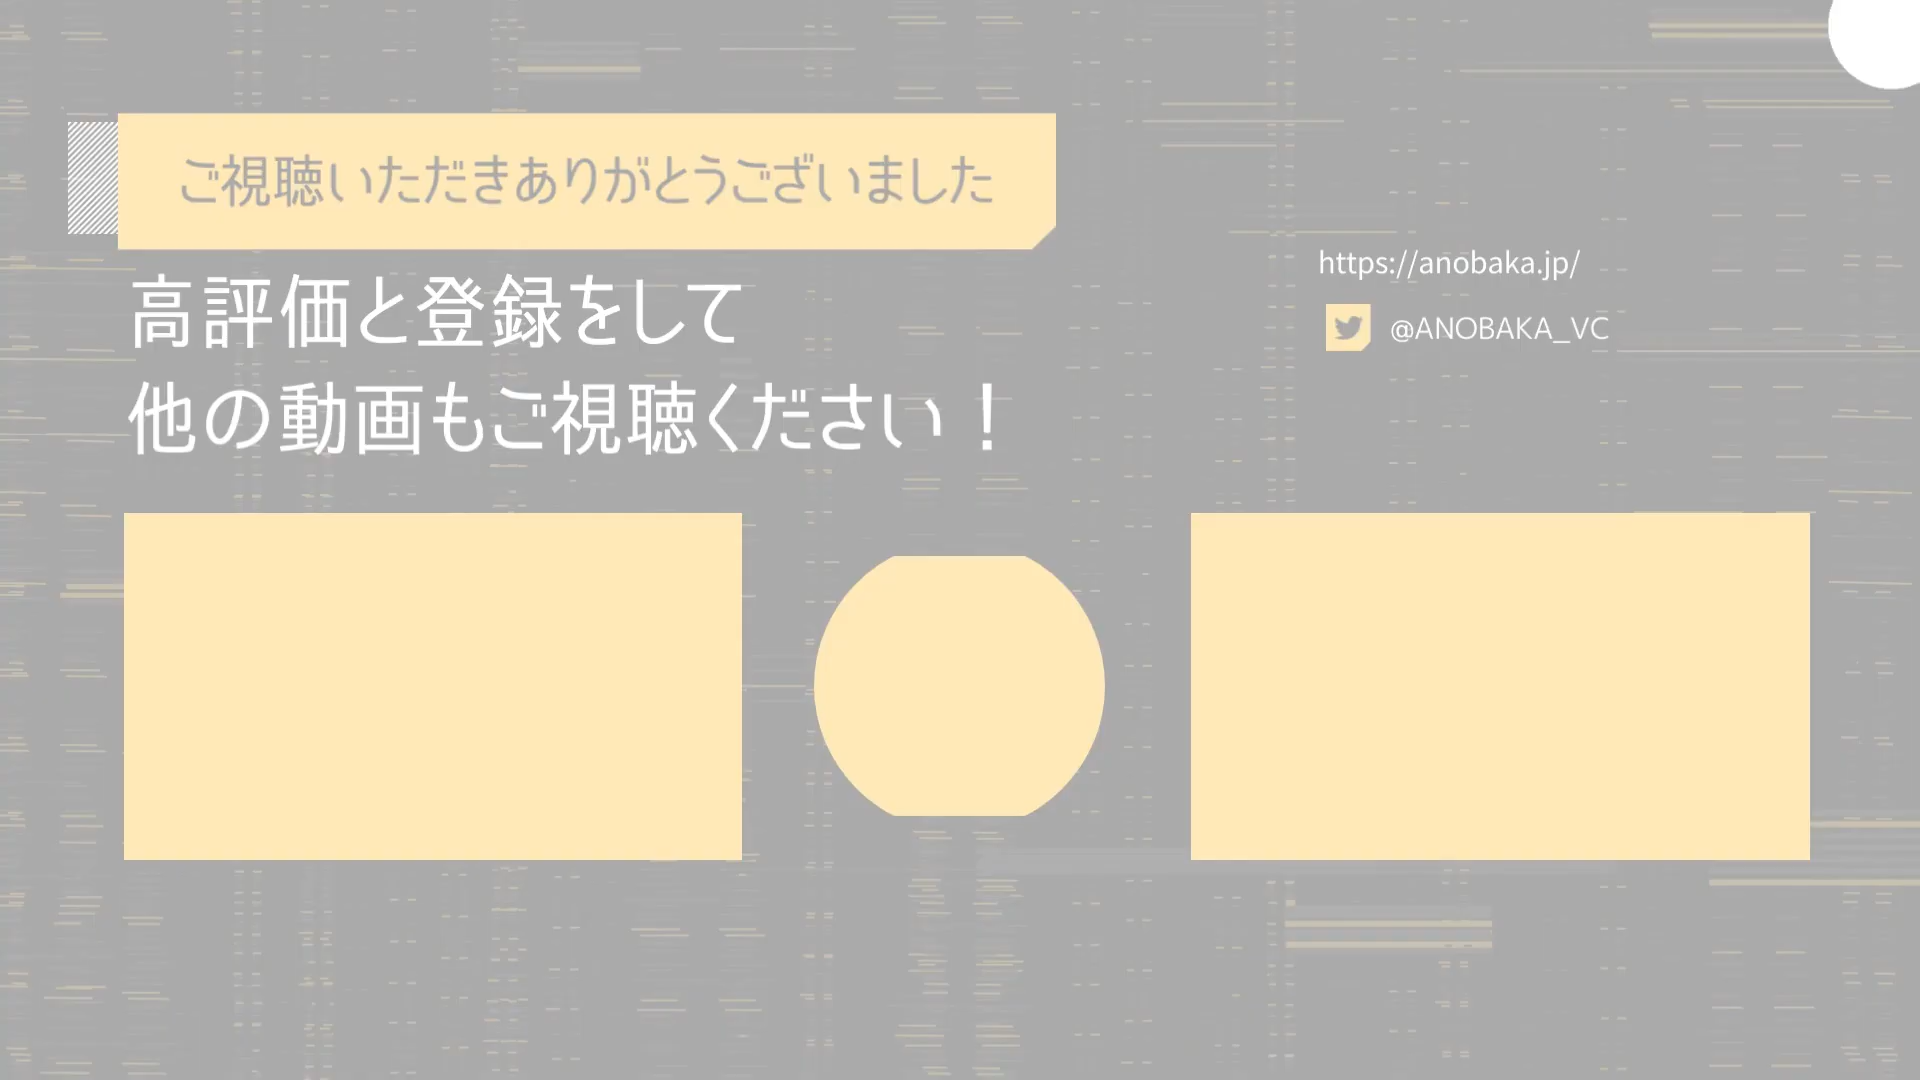 ご視聴いただきありがとうございました
高評価と登録をして
他の動画もご視聴ください！
https://anobaka.jp/
@ANOBAKA_VC